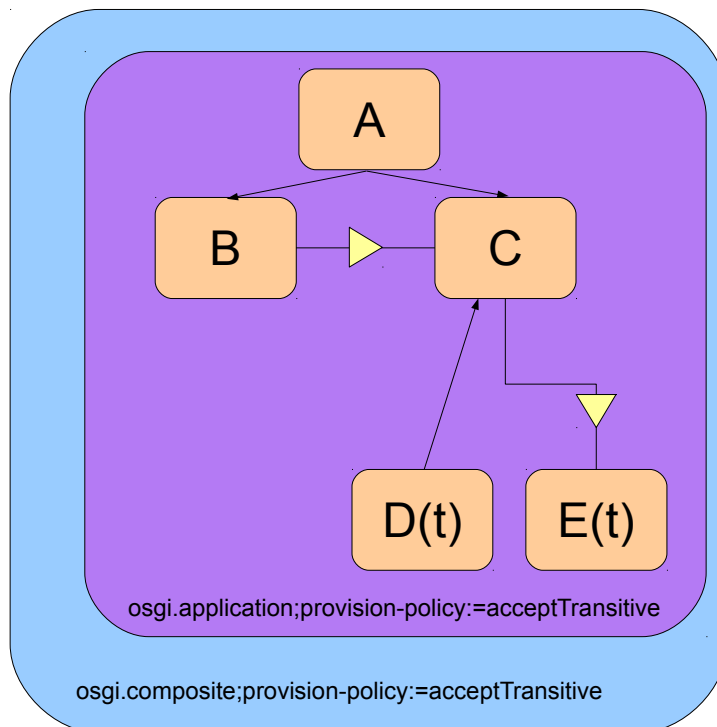 A
B
C
D(t)
E(t)
osgi.application;provision-policy:=acceptTransitive
osgi.composite;provision-policy:=acceptTransitive